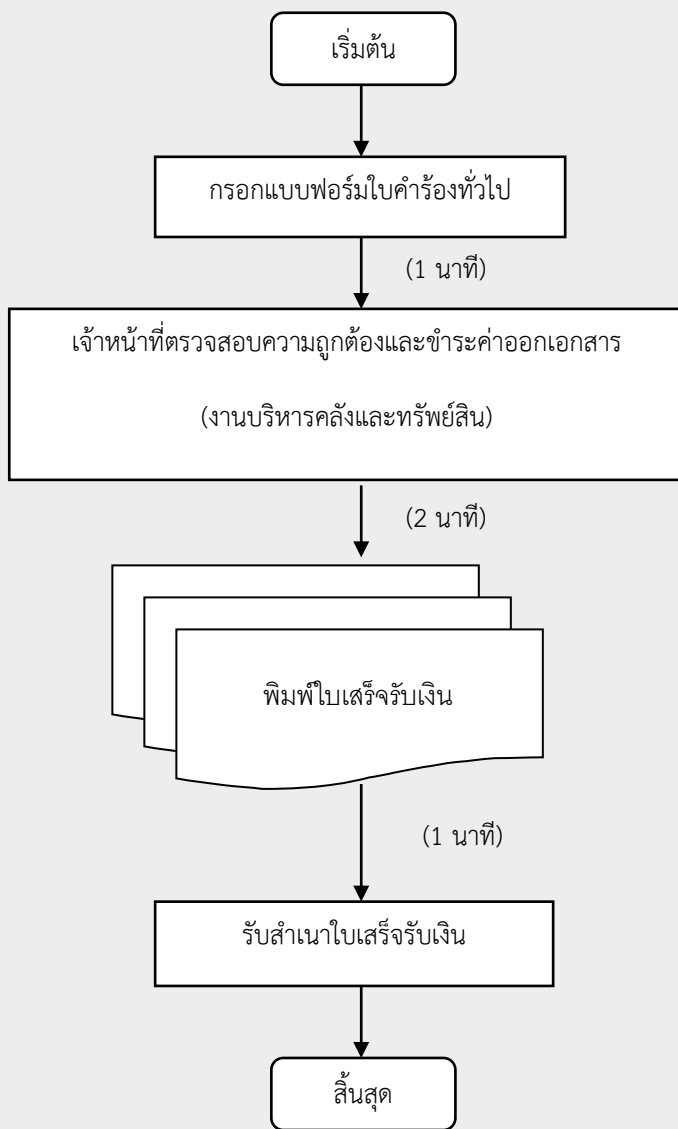 เริ่มต้น
กรอกแบบฟอร์มใบคำร้องทั่วไป
(1 นาที)
เจ้าหน้าที่ตรวจสอบความถูกต้องและชำระค่าออกเอกสาร
(งานบริหารคลังและทรัพย์สิน)
(2 นาที)
พิมพ์ใบเสร็จรับเงิน
(1 นาที)
รับสำเนาใบเสร็จรับเงิน
สิ้นสุด